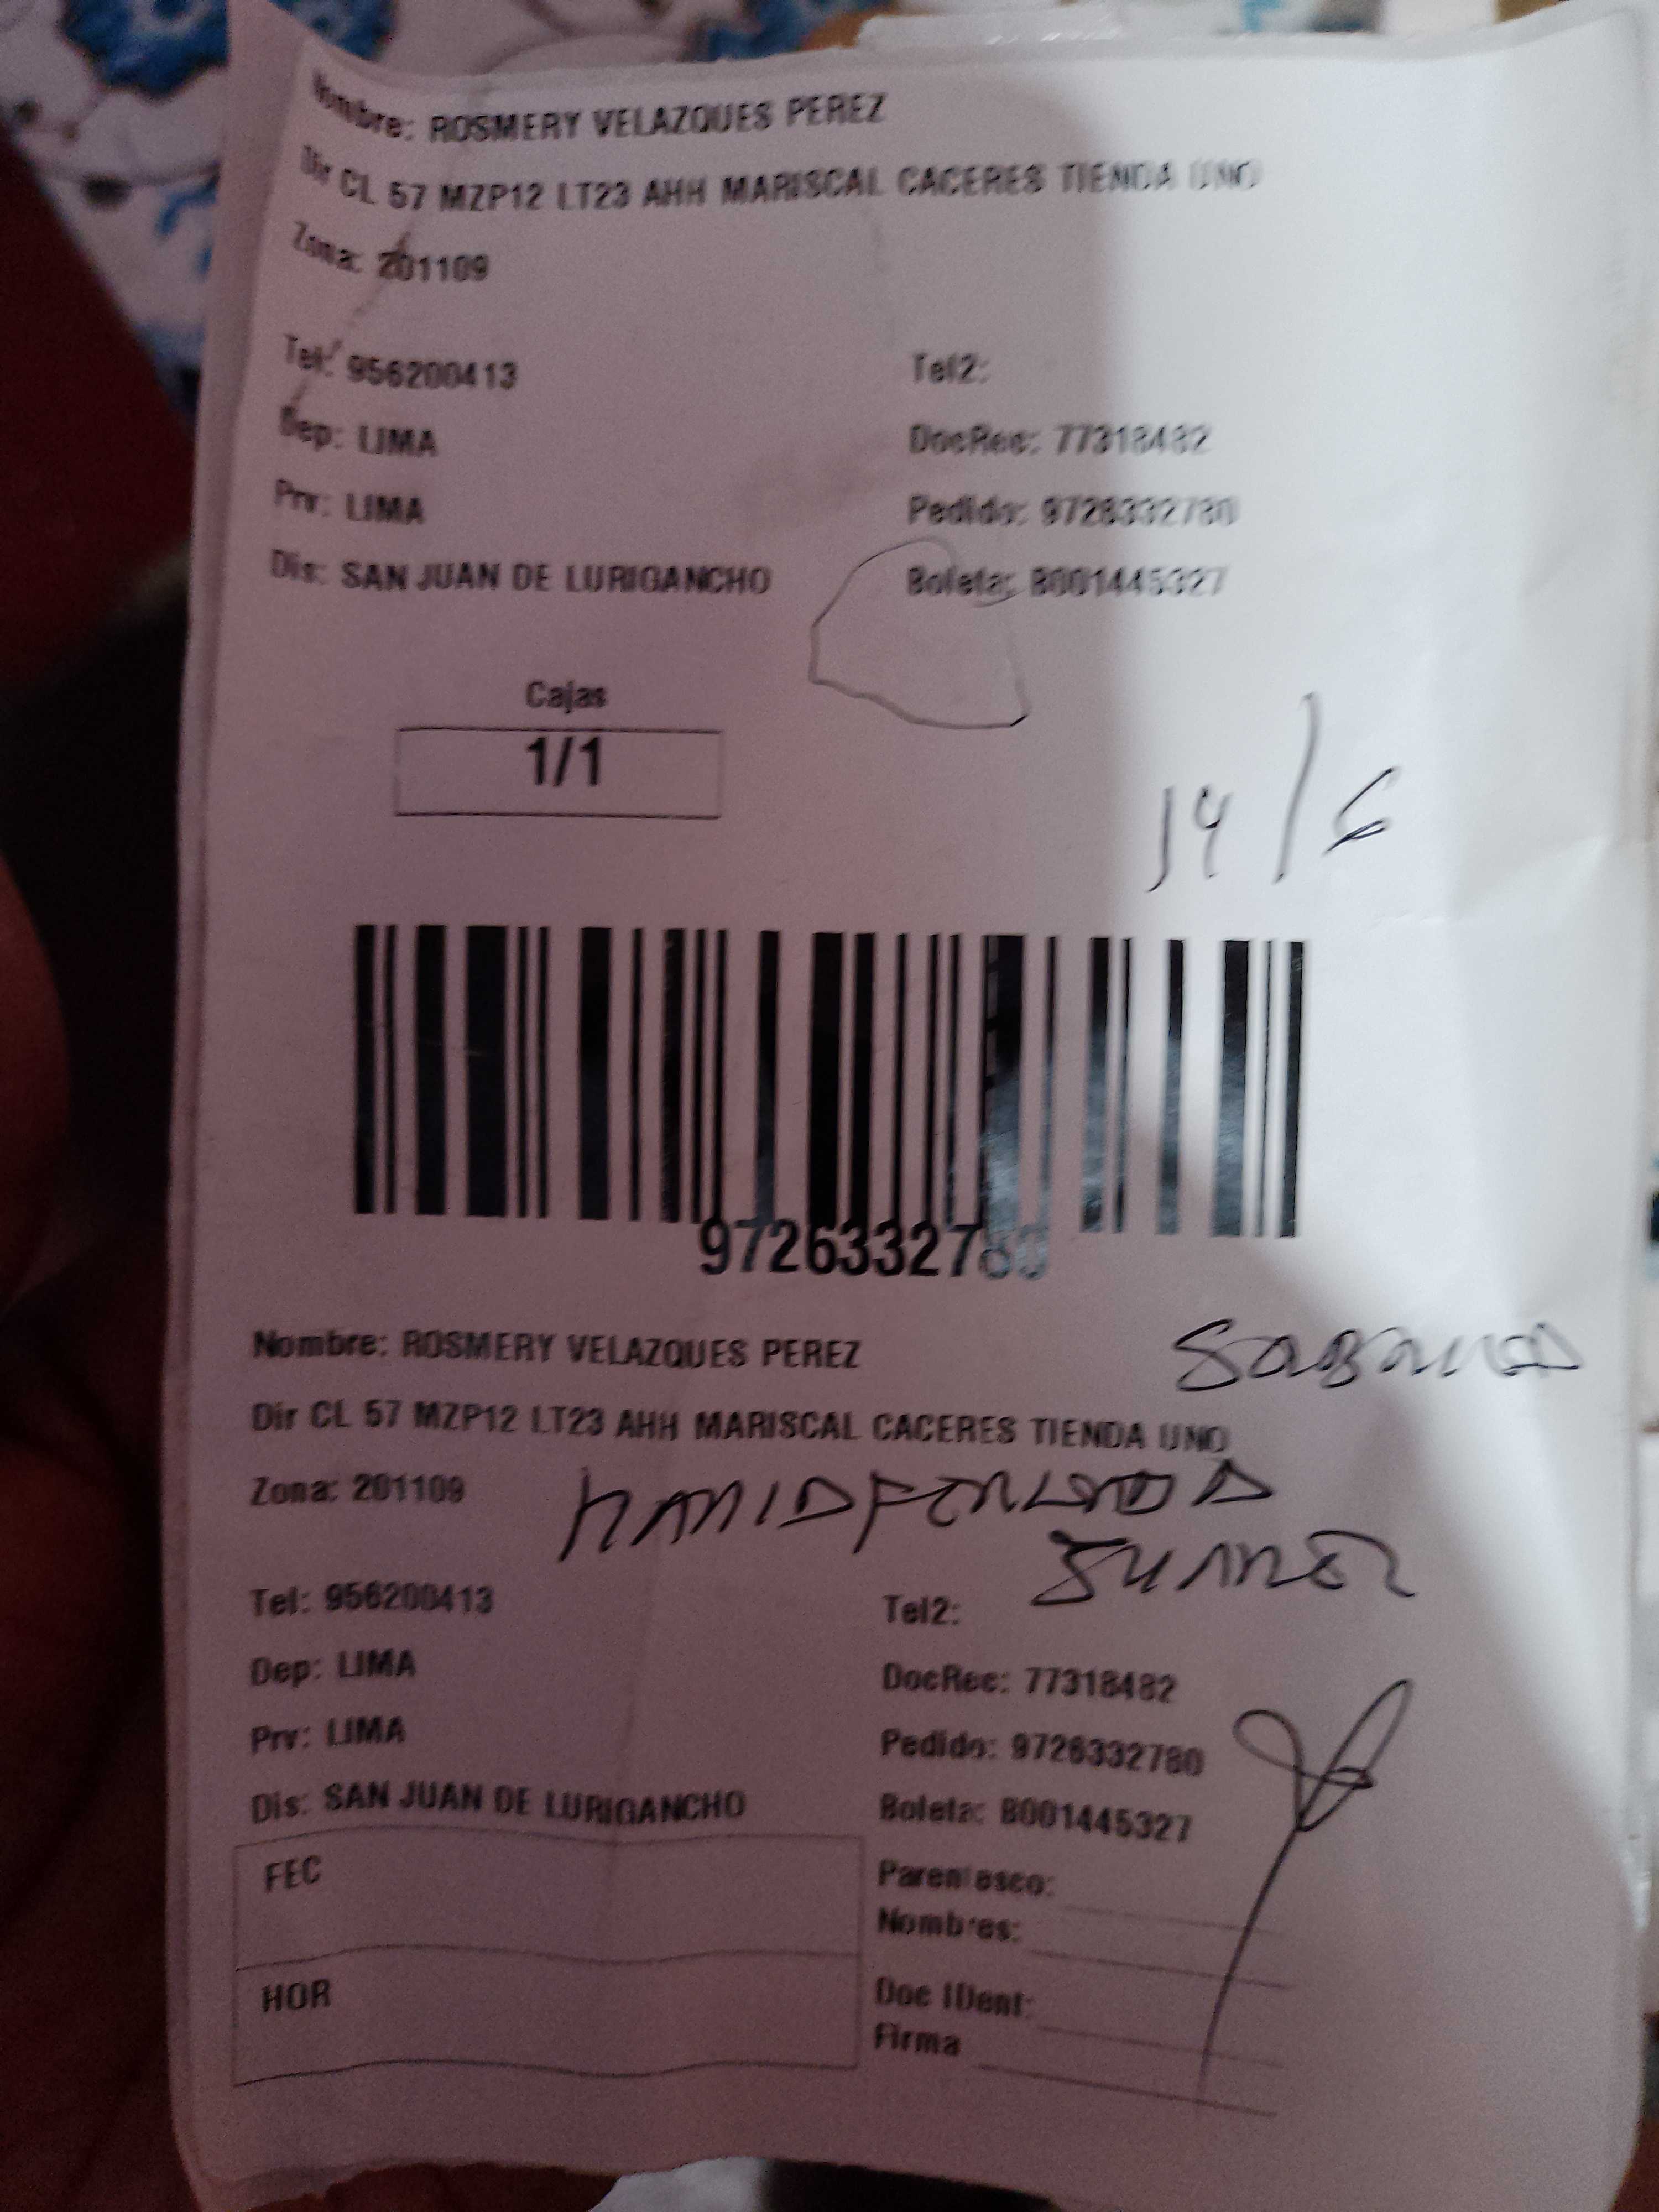 Nombre: ROSMERY VELAZQUES PEREZ
Dir CL 57 MZP12 LT23 AHH MARISCAL CACERES TIENDA UNO
Zona: 201109
Tel: 956200413 Tel2:
Dep: LIMA DocRec: 77318482
Prv: LIMA Pedido: 9726332780
Dis: SAN JUAN DE LURIGANCHO Boleta: B001445327
Cajas
1/1
14/6
9726332780
Nombre: ROSMERY VELAZQUES PEREZ
Dir CL 57 MZP12 LT23 AHH MARISCAL CACERES TIENDA UNO
Zona: 201109
Tel: 956200413 Tel2:
Dep: LIMA DocRec: 77318482
Prv: LIMA Pedido: 9726332780
Dis: SAN JUAN DE LURIGANCHO Boleta: B001445327
FEC Parentesco:
Nombres:
HOR Doc IDent:
Firma